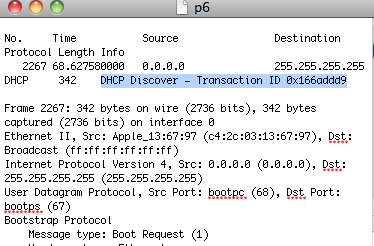 p6
No. Time Source Destination
Protocol Length Info
2267 68.627580000 0.0.0.0 255.255.255.255
DHCP 342 DHCP Discover – Transaction ID 0x166addd9
Frame 2267: 342 bytes on wire (2736 bits), 342 bytes
captured (2736 bits) on interface 0
Ethernet II, Src: Apple_13:67:97 (c4:2c:03:13:67:97), Dst:
Broadcast (ff:ff:ff:ff:ff:ff)
Internet Protocol Version 4, Src: 0.0.0.0 (0.0.0.0), Dst:
255.255.255.255 (255.255.255.255)
User Datagram Protocol, Src Port: bootpc (68), Dst Port:
bootps (67)
Bootstrap Protocol
Message type: Boot Request (1)